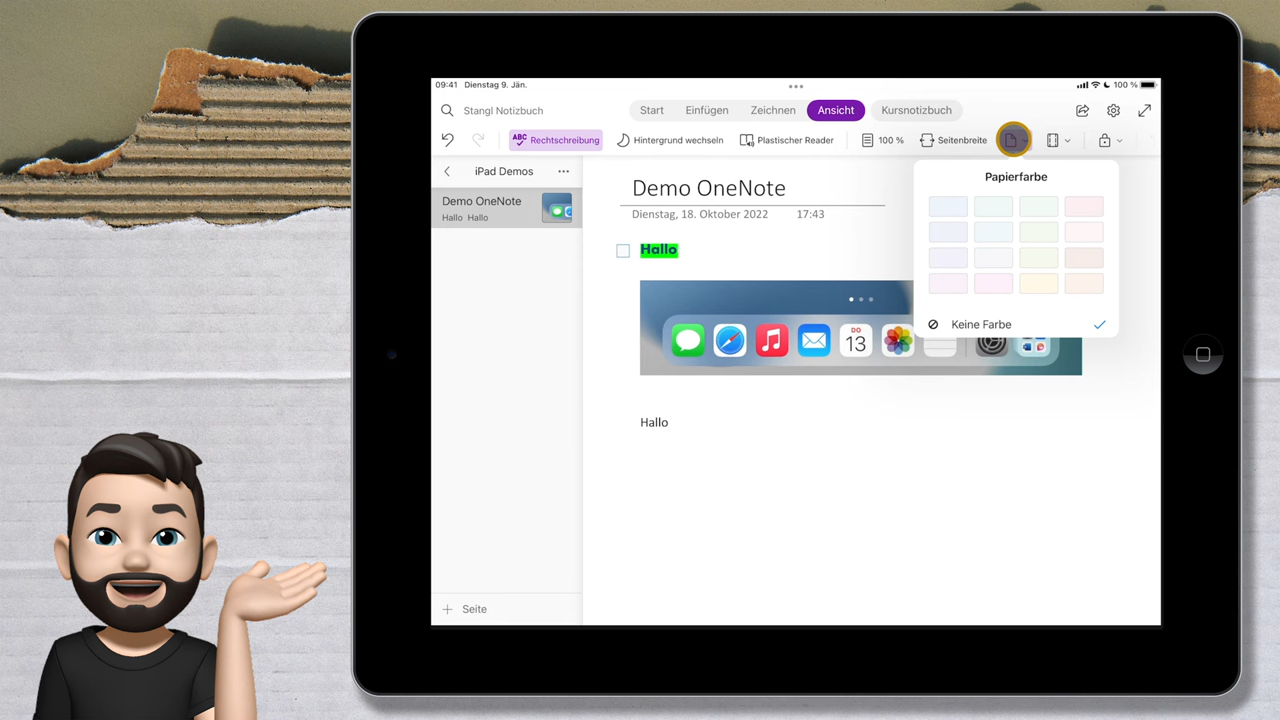 09:41 Dienstag 9. Jän.
100 %
Stangl Notizbuch
Start Einfügen Zeichnen Ansicht Kursnotizbuch
ABC Rechtschreibung Hintergrund wechseln Plastischer Reader 100 % Seitenbreite
iPad Demos
Demo OneNote
Hallo Hallo
Demo OneNote
Dienstag, 18. Oktober 2022 17:43
Hallo
DO
13
Hallo
Papierfarbe
Keine Farbe
Seite